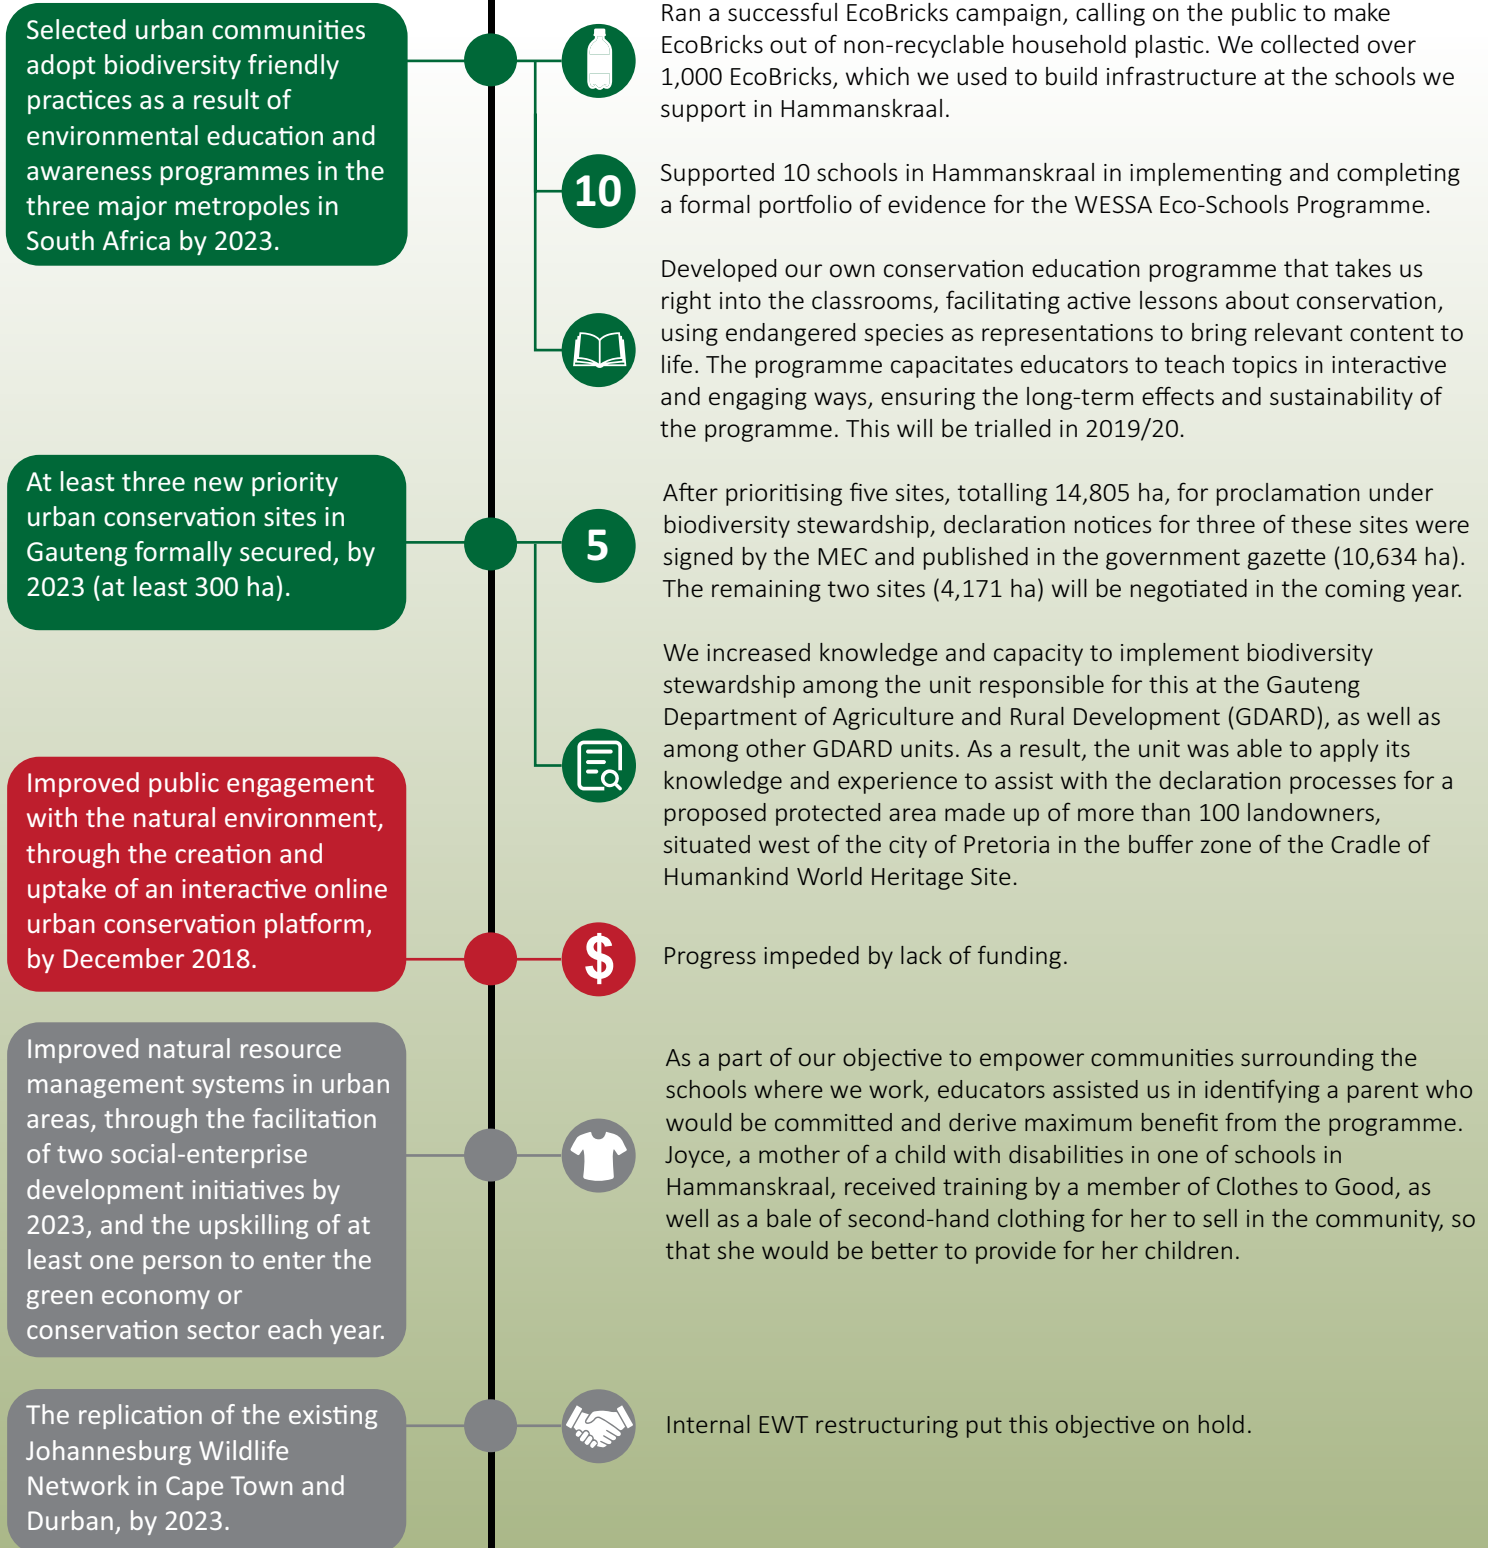 Selected urban communities
adopt biodiversity friendly
practices as a result of
environmental education and
awareness programmes in the
three major metropoles in
South Africa by 2023.
Ran a successful EcoBricks campaign, calling on the public to make
EcoBricks out of non-recyclable household plastic. We collected over
1,000 EcoBricks, which we used to build infrastructure at the schools we
support in Hammanskraal.
10
Supported 10 schools in Hammanskraal in implementing and completing
a formal portfolio of evidence for the WESSA Eco-Schools Programme.
Developed our own conservation education programme that takes us
right into the classrooms, facilitating active lessons about conservation,
using endangered species as representations to bring relevant content to
life. The programme capacitates educators to teach topics in interactive
and engaging ways, ensuring the long-term effects and sustainability of
the programme. This will be trialled in 2019/20.
At least three new priority
urban conservation sites in
Gauteng formally secured, by
2023 (at least 300 ha).
5
After prioritising five sites, totalling 14,805 ha, for proclamation under
biodiversity stewardship, declaration notices for three of these sites were
signed by the MEC and published in the government gazette (10,634 ha).
The remaining two sites (4,171 ha) will be negotiated in the coming year.
We increased knowledge and capacity to implement biodiversity
stewardship among the unit responsible for this at the Gauteng
Department of Agriculture and Rural Development (GDARD), as well as
among other GDARD units. As a result, the unit was able to apply its
knowledge and experience to assist with the declaration processes for a
proposed protected area made up of more than 100 landowners,
situated west of the city of Pretoria in the buffer zone of the Cradle of
Humankind World Heritage Site.
Improved public engagement
with the natural environment,
through the creation and
uptake of an interactive online
urban conservation platform,
by December 2018.
$
Progress impeded by lack of funding.
Improved natural resource
management systems in urban
areas, through the facilitation
of two social-enterprise
development initiatives by
2023, and the upskilling of at
least one person to enter the
green economy or
conservation sector each year.
As a part of our objective to empower communities surrounding the
schools where we work, educators assisted us in identifying a parent who
would be committed and derive maximum benefit from the programme.
Joyce, a mother of a child with disabilities in one of schools in
Hammanskraal, received training by a member of Clothes to Good, as
well as a bale of second-hand clothing for her to sell in the community, so
that she would be better to provide for her children.
The replication of the existing
Johannesburg Wildlife
Network in Cape Town and
Durban, by 2023.
Internal EWT restructuring put this objective on hold.